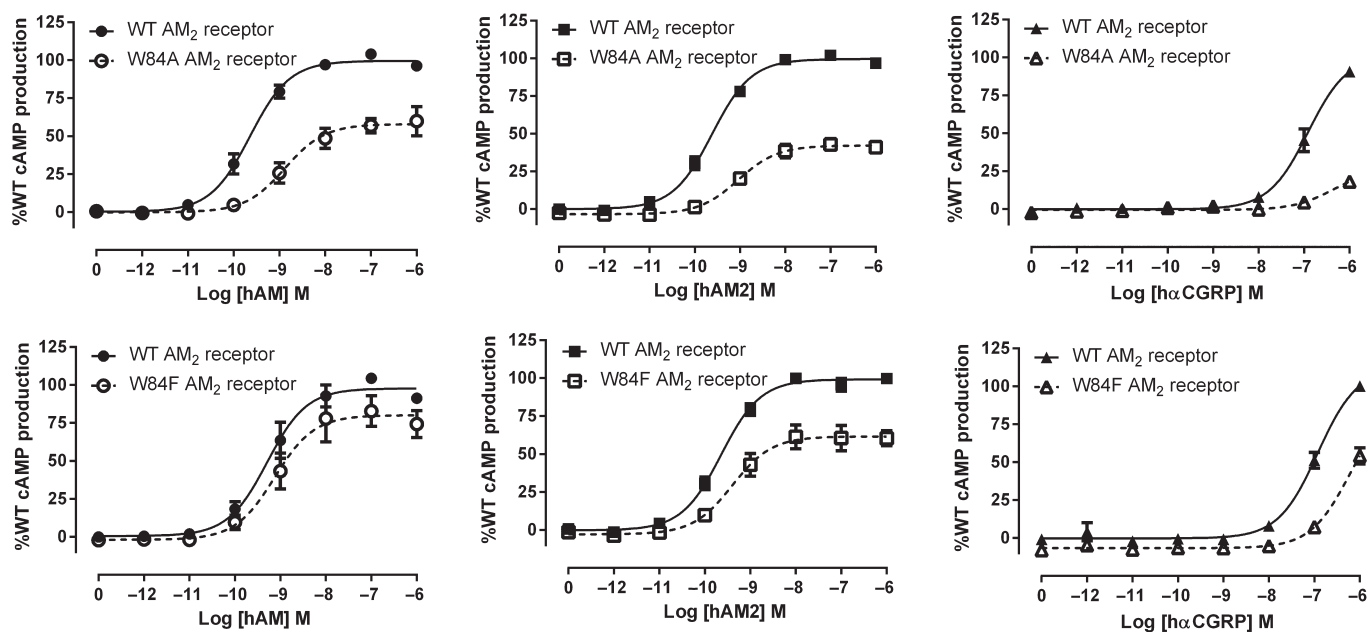 %WT cAMP production
125
100
75
50
25
0
WT AM₂ receptor
W84A AM₂ receptor
0 −12 −11 −10 −9 −8 −7 −6
Log [hAM] M
%WT cAMP production
125
100
75
50
25
0
WT AM₂ receptor
W84A AM₂ receptor
0 −12 −11 −10 −9 −8 −7 −6
Log [hAM2] M
%WT cAMP production
125
100
75
50
25
0
WT AM₂ receptor
W84A AM₂ receptor
0 −12 −11 −10 −9 −8 −7 −6
Log [hαCGRP] M
%WT cAMP production
125
100
75
50
25
0
WT AM₂ receptor
W84F AM₂ receptor
0 −12 −11 −10 −9 −8 −7 −6
Log [hAM] M
%WT cAMP production
125
100
75
50
25
0
WT AM₂ receptor
W84F AM₂ receptor
0 −12 −11 −10 −9 −8 −7 −6
Log [hAM2] M
%WT cAMP production
125
100
75
50
25
0
WT AM₂ receptor
W84F AM₂ receptor
0 −12 −11 −10 −9 −8 −7 −6
Log [hαCGRP] M